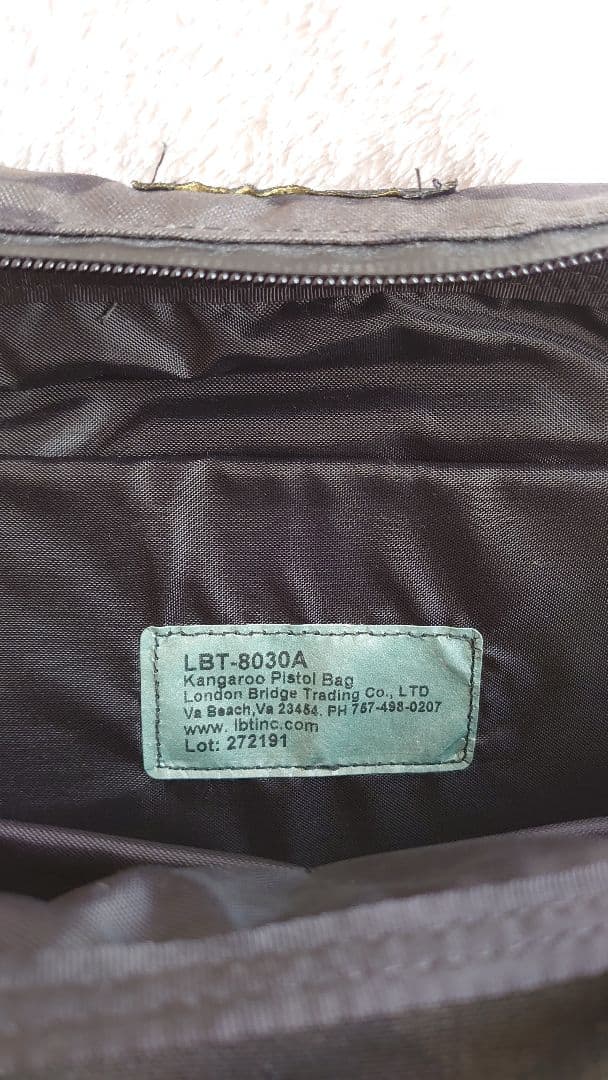 LBT-8030A
Kangaroo Pistol Bag
London Bridge Trading Co., LTD
Va Beach,Va 23454. PH 757-498-0207
www. lbtinc.com
Lot: 272191